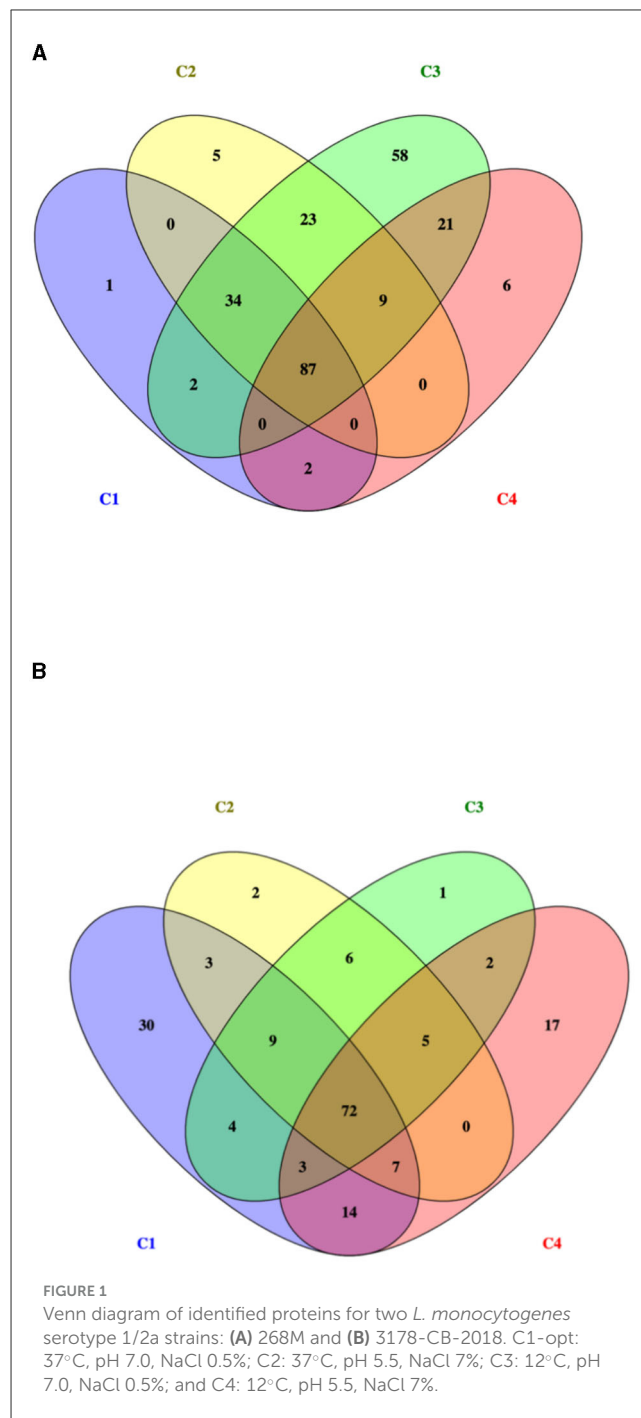 A
C2 C3
5 58
0 23 21
1 34 9 6
2 87 0
0 0
2
C1 C4
B
C2 C3
2 1
3 6 2
30 9 5 17
4 72 0
3 7
14
C1 C4
FIGURE 1
Venn diagram of identified proteins for two L. monocytogenes
serotype 1/2a strains: (A) 268M and (B) 3178-CB-2018. C1-opt:
37°C, pH 7.0, NaCl 0.5%; C2: 37°C, pH 5.5, NaCl 7%; C3: 12°C, pH
7.0, NaCl 0.5%; and C4: 12°C, pH 5.5, NaCl 7%.